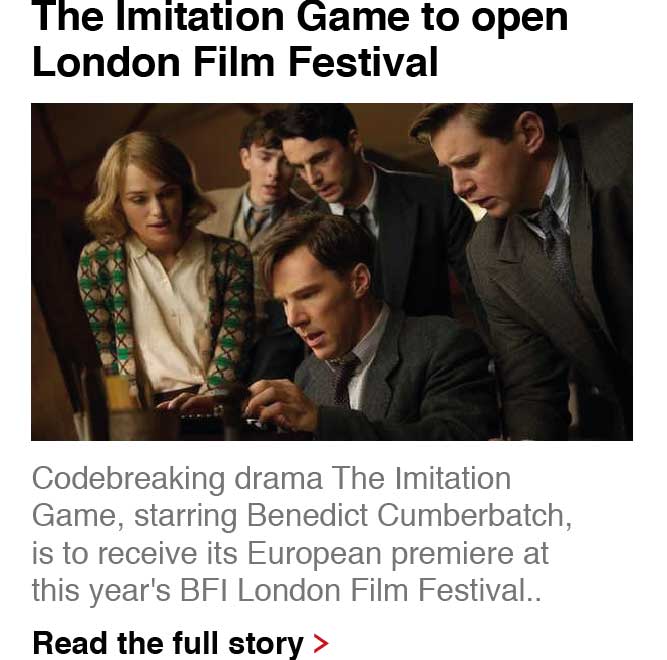 The Imitation Game to open
London Film Festival
Codebreaking drama The Imitation
Game, starring Benedict Cumberbatch,
is to receive its European premiere at
this year's BFI London Film Festival..
Read the full story >